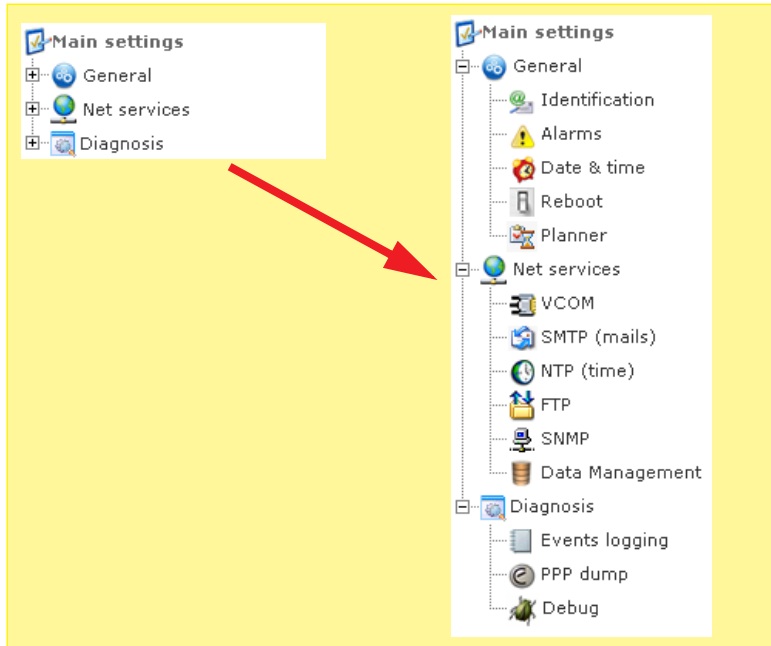 Main settings
General
Net services
Diagnosis
Main settings
General
Identification
Alarms
Date & time
Reboot
Planner
Net services
VCOM
SMTP (mails)
NTP (time)
FTP
SNMP
Data Management
Diagnosis
Events logging
PPP dump
Debug